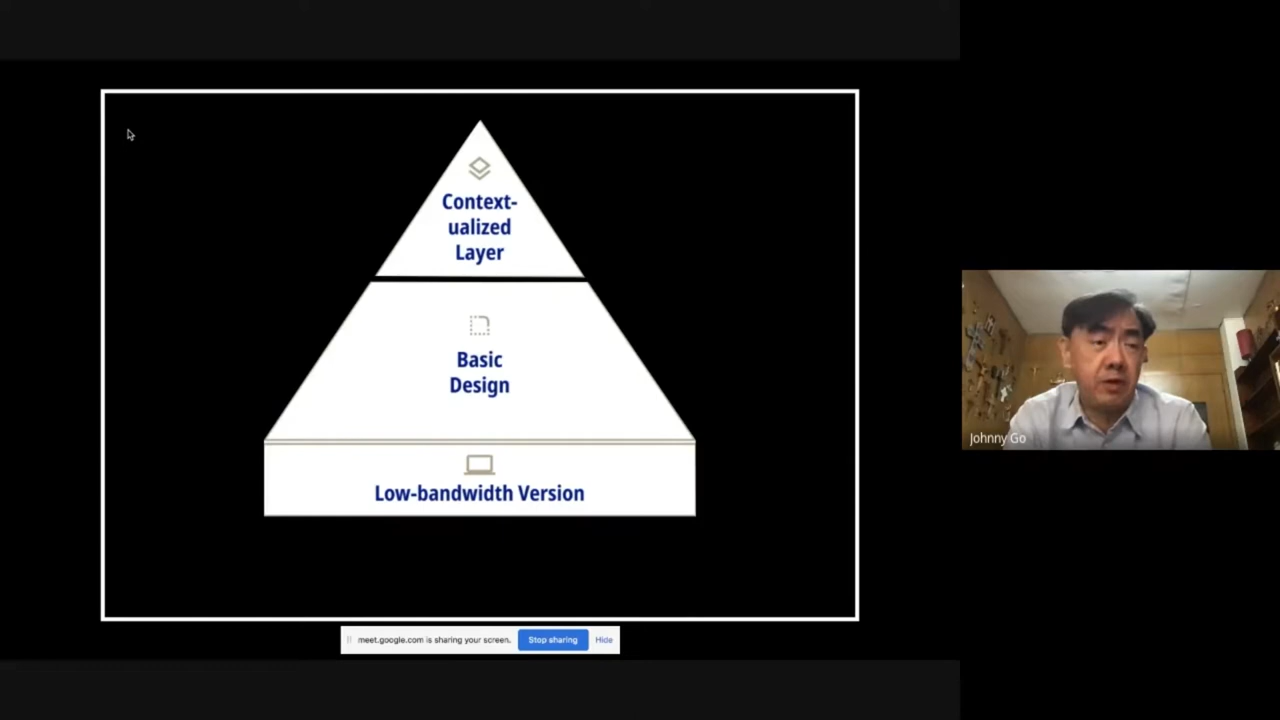 Context-
ualized
Layer
Basic
Design
Low-bandwidth Version
Johnny Go
meet.google.com is sharing your screen. Stop sharing Hide